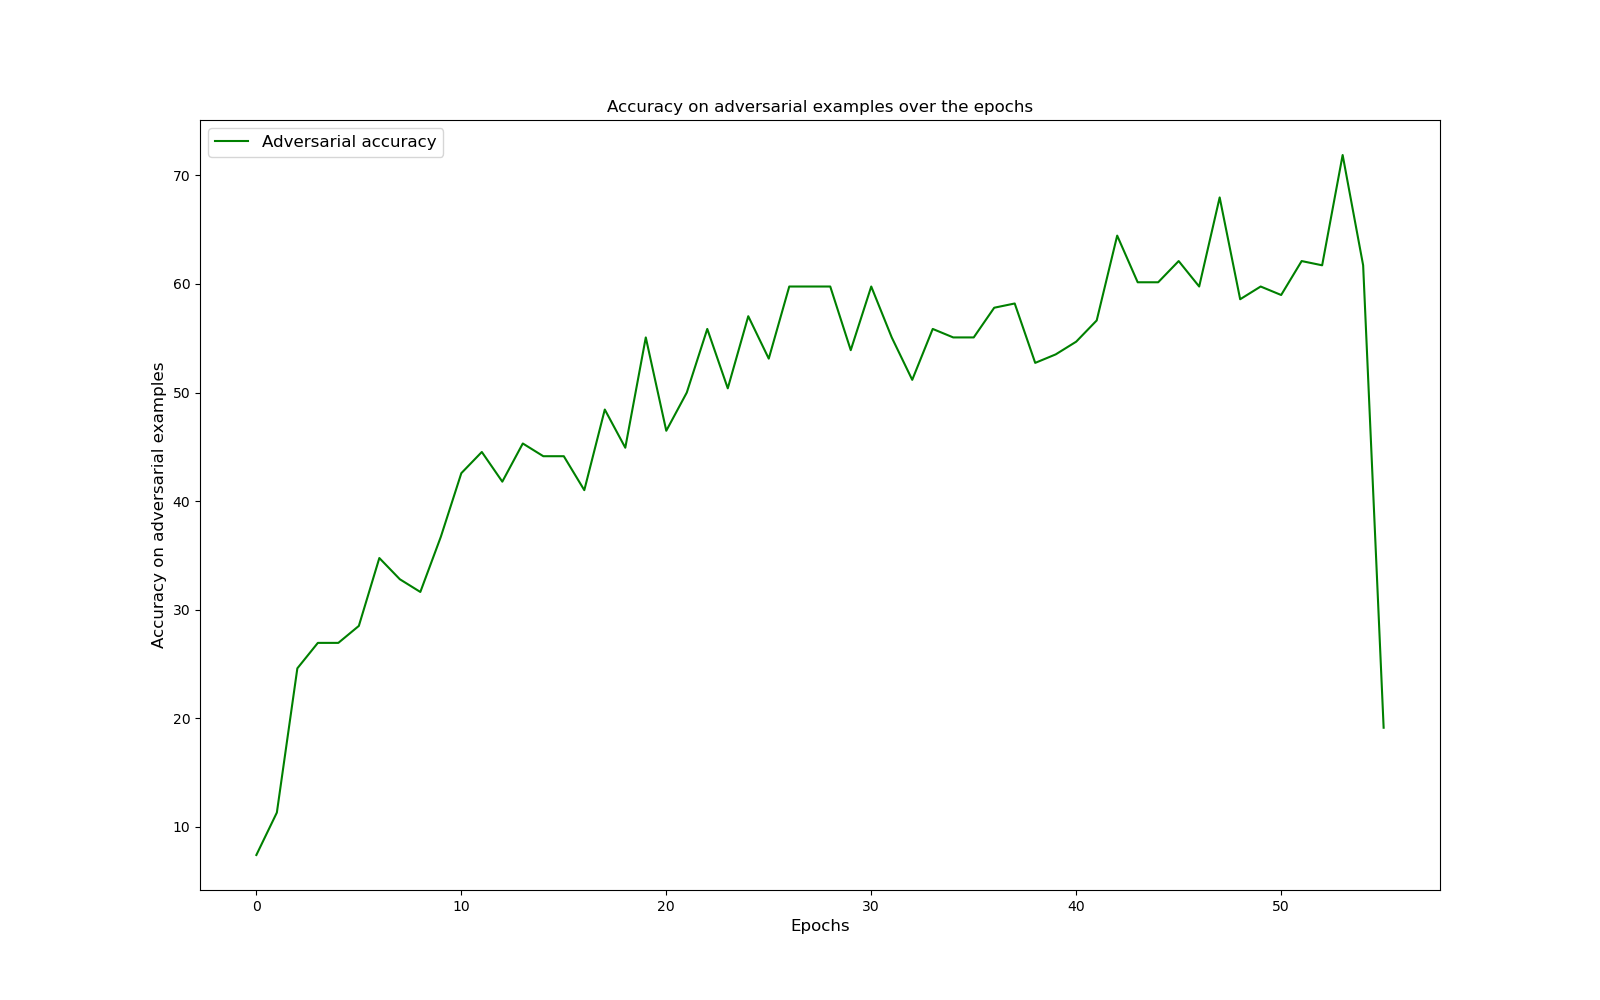 Accuracy on adversarial examples over the epochs
Adversarial accuracy
70
60
50
40
30
20
10
Accuracy on adversarial examples
0 10 20 30 40 50
Epochs